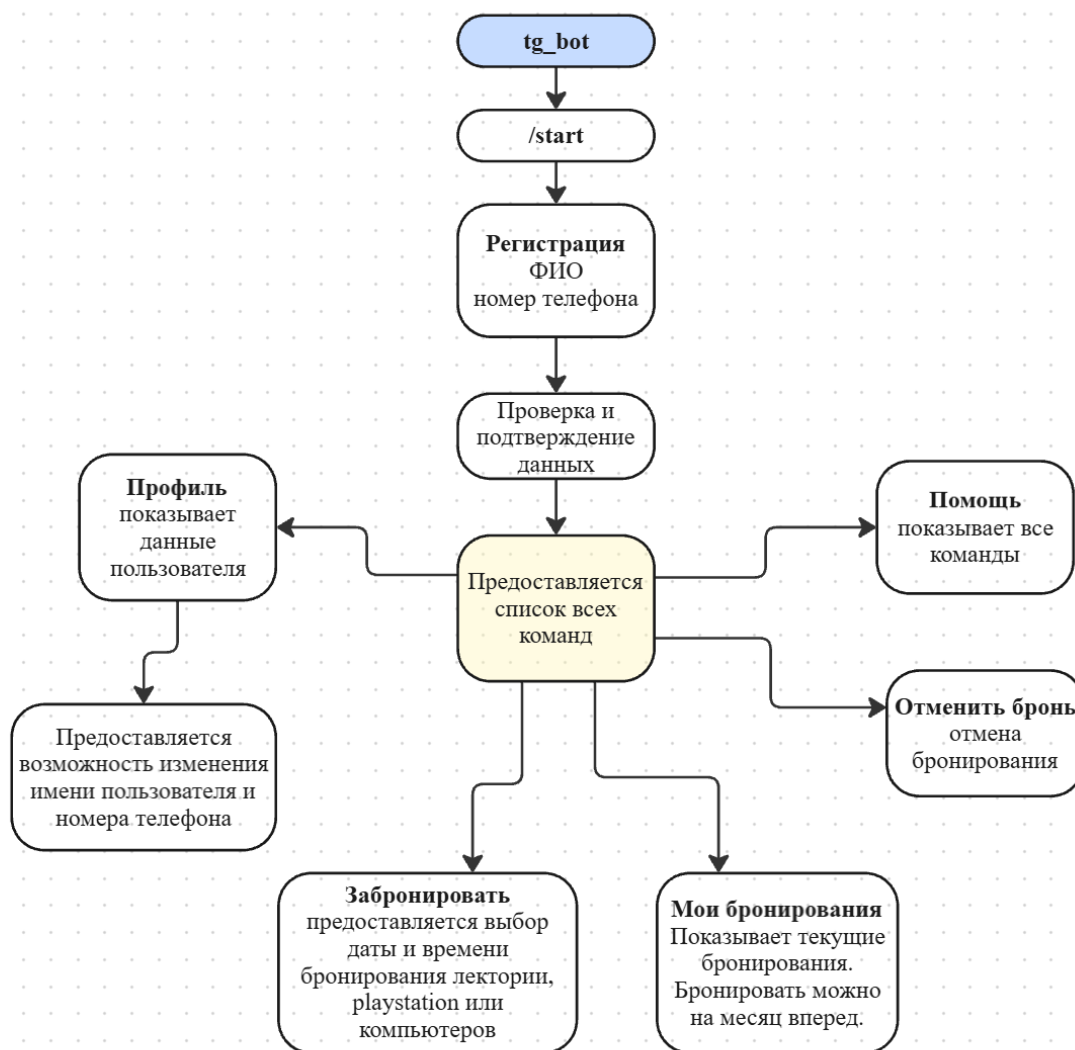 tg_bot
/start
Регистрация
ФИО
номер телефона
Проверка и
подтверждение
данных
Профиль
показывает
данные
пользователя
Помощь
показывает все
команды
Предоставляется
список всех
команд
Отменить бронь
отмена
бронирования
Предоставляется
возможность изменения
имени пользователя и
номера телефона
Забронировать
предоставляется выбор
даты и времени
бронирования лектории,
playstation или
компьютеров
Мои бронирования
Показывает текущие
бронирования.
Бронировать можно
на месяц вперед.